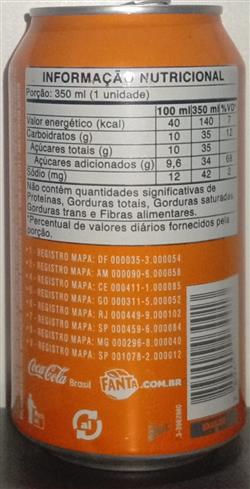 INFORMAÇÃO NUTRICIONAL
Porção: 350 ml (1 unidade)
100 ml 350 ml %VD*
Valor energético (kcal) 40 140 7
Carboidratos (g) 10 35 12
Açúcares totais (g) 10 35
Açúcares adicionados (g) 9,6 34 68
Sódio (mg) 12 42 2
Não contém quantidades significativas de
Proteínas, Gorduras totais, Gorduras saturadas,
Gorduras trans e Fibras alimentares.
*Percentual de valores diários fornecidos pela
porção.
REGISTRO MAPA: DF 000035-3.000054
REGISTRO MAPA: AM 000090-6.000058
REGISTRO MAPA: CE 000411-1.000085
REGISTRO MAPA: GO 000311-5.000052
REGISTRO MAPA: RJ 000449-9.000102
REGISTRO MAPA: SP 000459-6.000084
REGISTRO MAPA: MG 000296-8.000040
REGISTRO MAPA: SP 001078-2.000012
Coca-Cola Brasil
FANTA.COM.BR